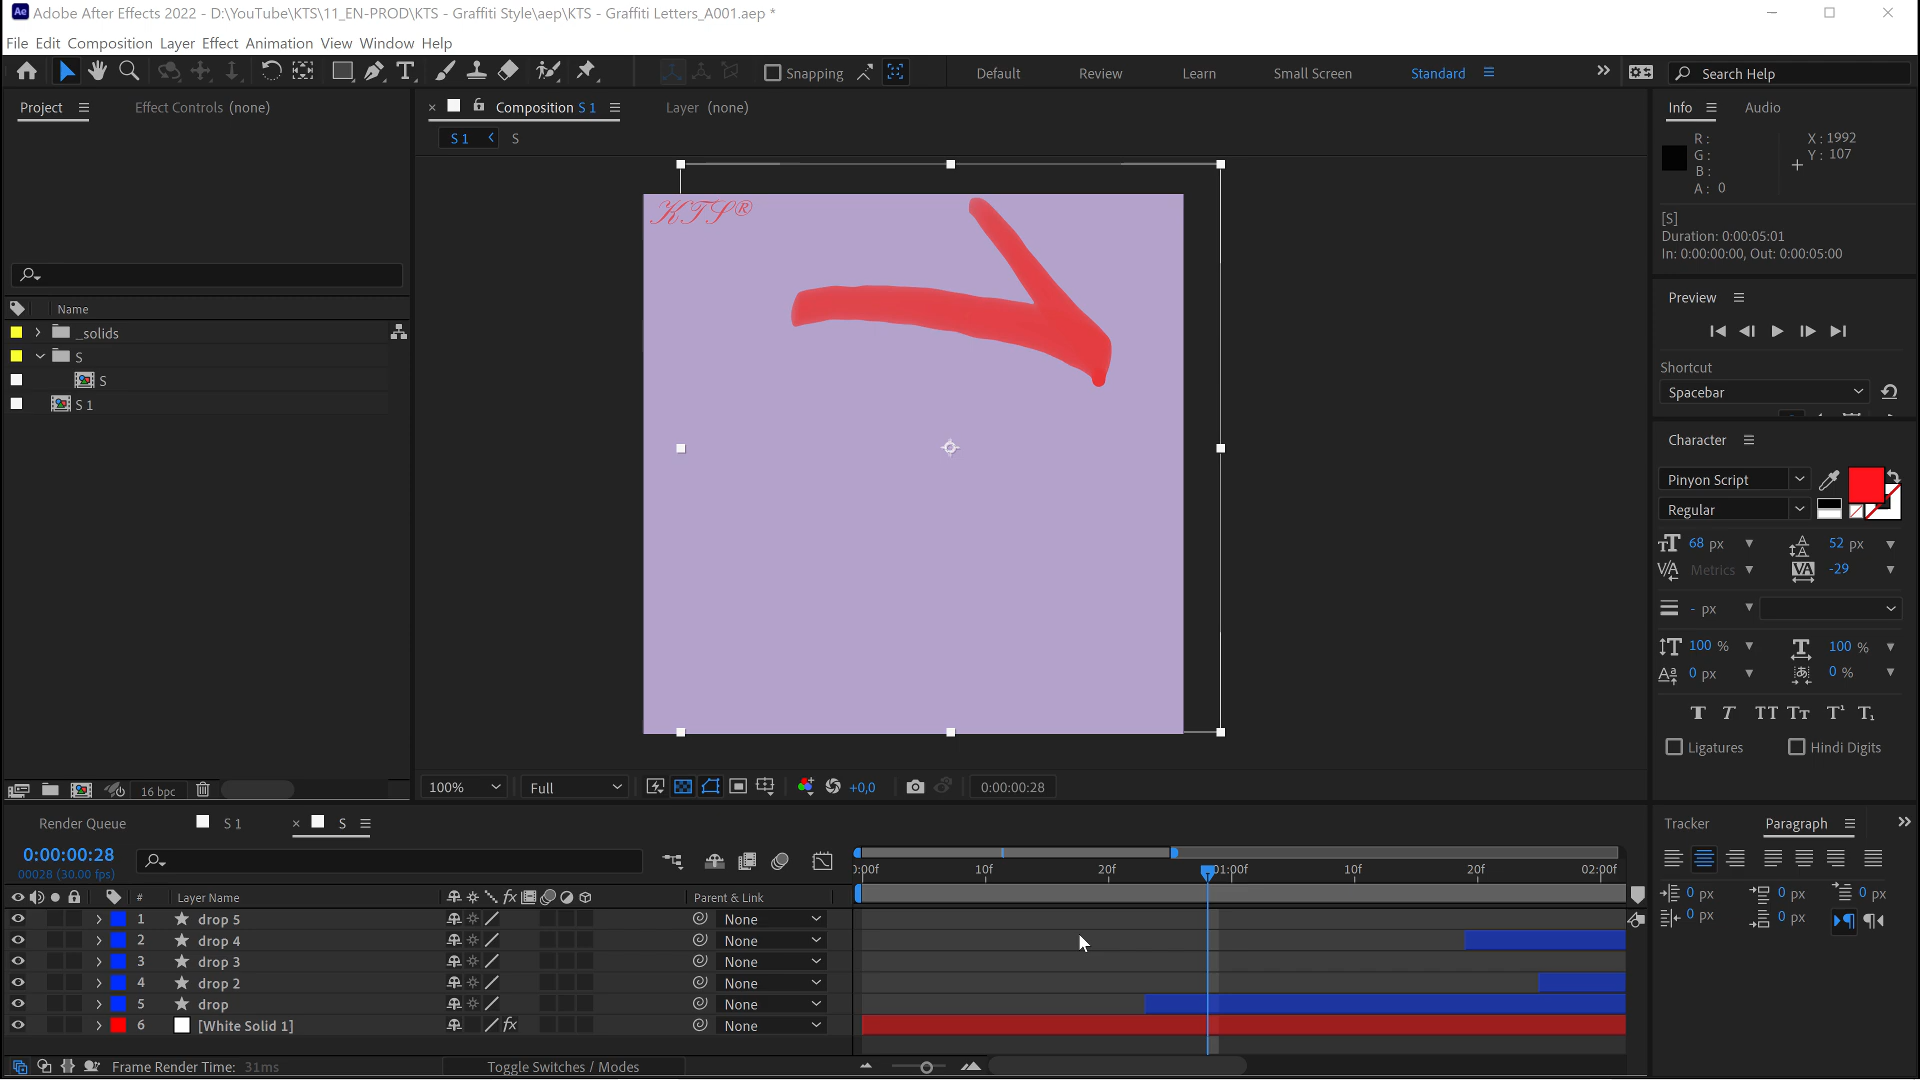 Adobe After Effects 2022 - D:\YouTube\KTS\11_EN-PROD\KTS - Graffiti Style\aep\KTS - Graffiti Letters_A001.aep *
File Edit Composition Layer Effect Animation View Window Help
Snapping Default Review Learn Small Screen Standard Search Help
Project Effect Controls (none) Composition S 1 Layer (none) Info Audio
S 1 S
R : X : 1992
G : Y : 107
B :
A : 0
KTS®
[S]
Duration: 0:00:05:01
In: 0:00:00:00, Out: 0:00:05:00
Name
_solids
S
S
S 1
Preview
Shortcut
Spacebar
Character
Pinyon Script
Regular
68 px 52 px
Metrics -29
- px
100 % 100 %
0 px 0 %
Ligatures Hindi Digits
16 bpc 100% Full +0,0 0:00:00:28
Render Queue S 1 S Tracker Paragraph
0:00:00:28
00028 (30.00 fps)
:00f 10f 20f 01:00f 10f 20f 02:00f
# Layer Name Parent & Link
0 px 0 px 0 px
0 px 0 px
1 drop 5 None
2 drop 4 None
3 drop 3 None
4 drop 2 None
5 drop None
6 [White Solid 1] None
Frame Render Time: 31ms Toggle Switches / Modes